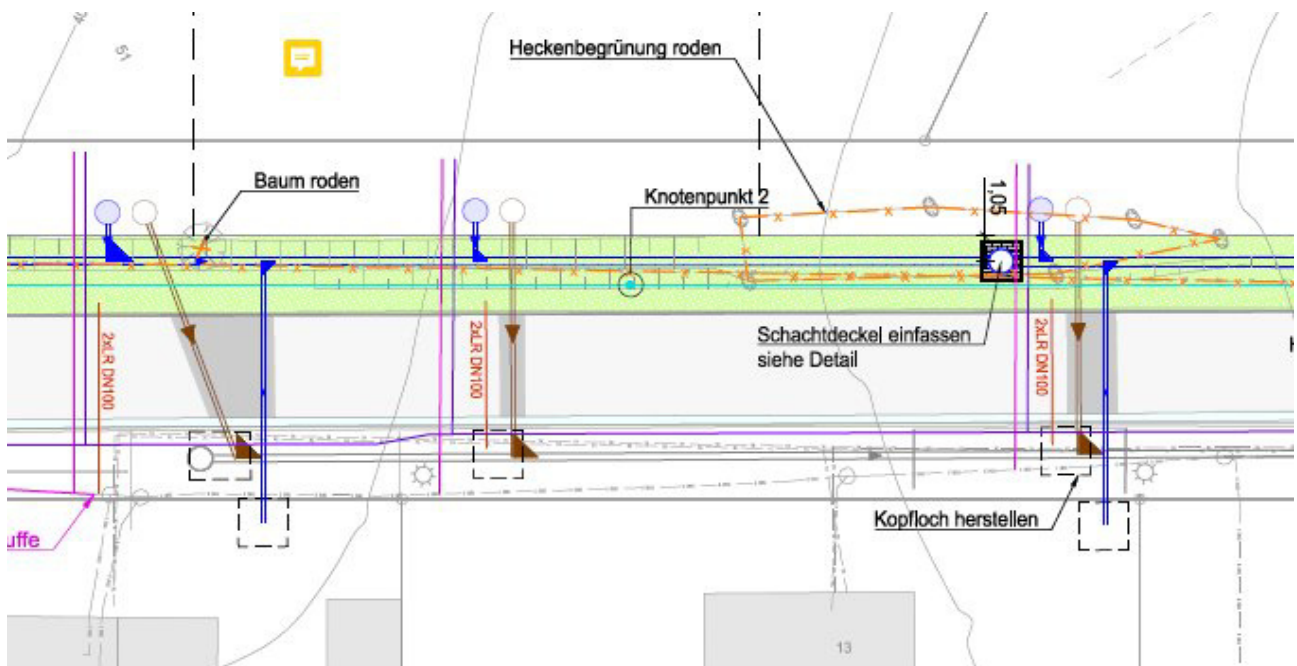 51
Heckenbegrünung roden
Baum roden
Knotenpunkt 2
1,05
2xLR DN100
2xLR DN100
2xLR DN100
Schachtdeckel einfassen
siehe Detail
Kopfloch herstellen
uffe
13